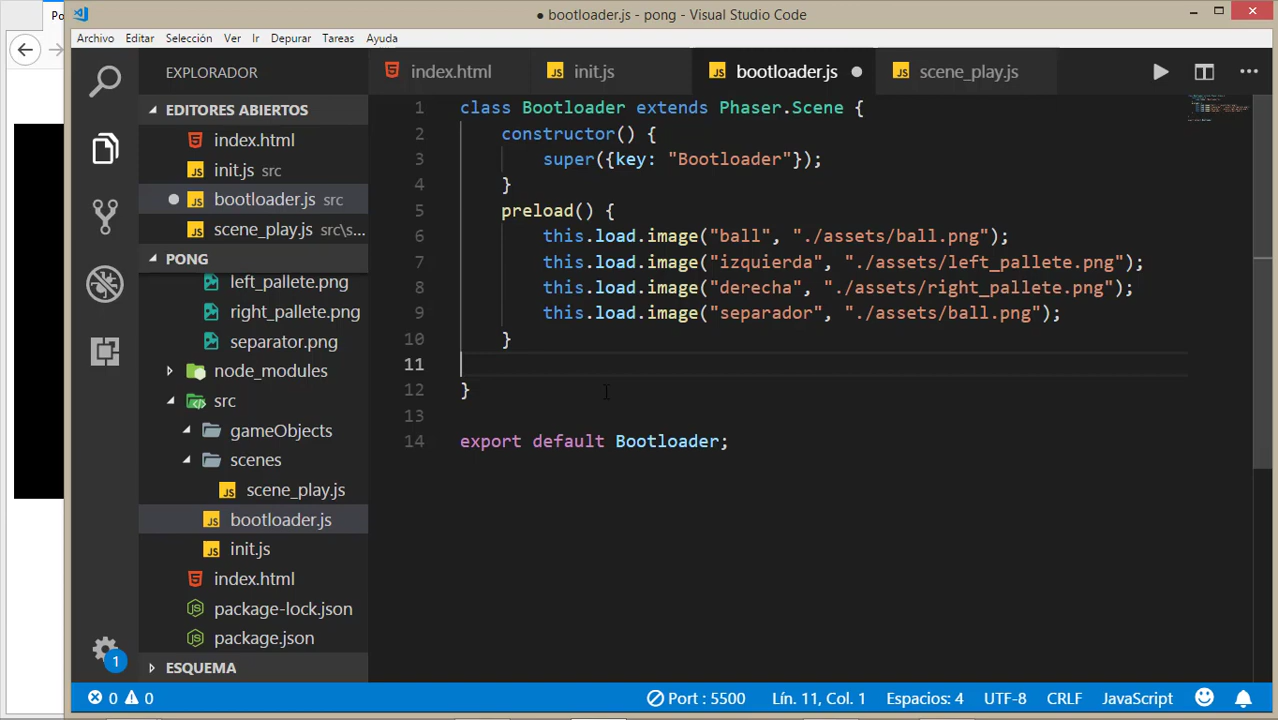 Po
● bootloader.js - pong - Visual Studio Code
Archivo Editar Selección Ver Ir Depurar Tareas Ayuda
EXPLORADOR
EDITORES ABIERTOS
index.html
init.js src
bootloader.js src
scene_play.js src\s...
PONG
left_pallete.png
right_pallete.png
separator.png
node_modules
src
gameObjects
scenes
scene_play.js
bootloader.js
init.js
index.html
package-lock.json
package.json
ESQUEMA
1
index.html init.js bootloader.js scene_play.js
1 class Bootloader extends Phaser.Scene {
2 constructor() {
3 super({key: "Bootloader"});
4 }
5 preload() {
6 this.load.image("ball", "./assets/ball.png");
7 this.load.image("izquierda", "./assets/left_pallete.png");
8 this.load.image("derecha", "./assets/right_pallete.png");
9 this.load.image("separador", "./assets/ball.png");
10 }
11
12 }
13
14 export default Bootloader;
0 0 Port : 5500 Lín. 11, Col. 1 Espacios: 4 UTF-8 CRLF JavaScript